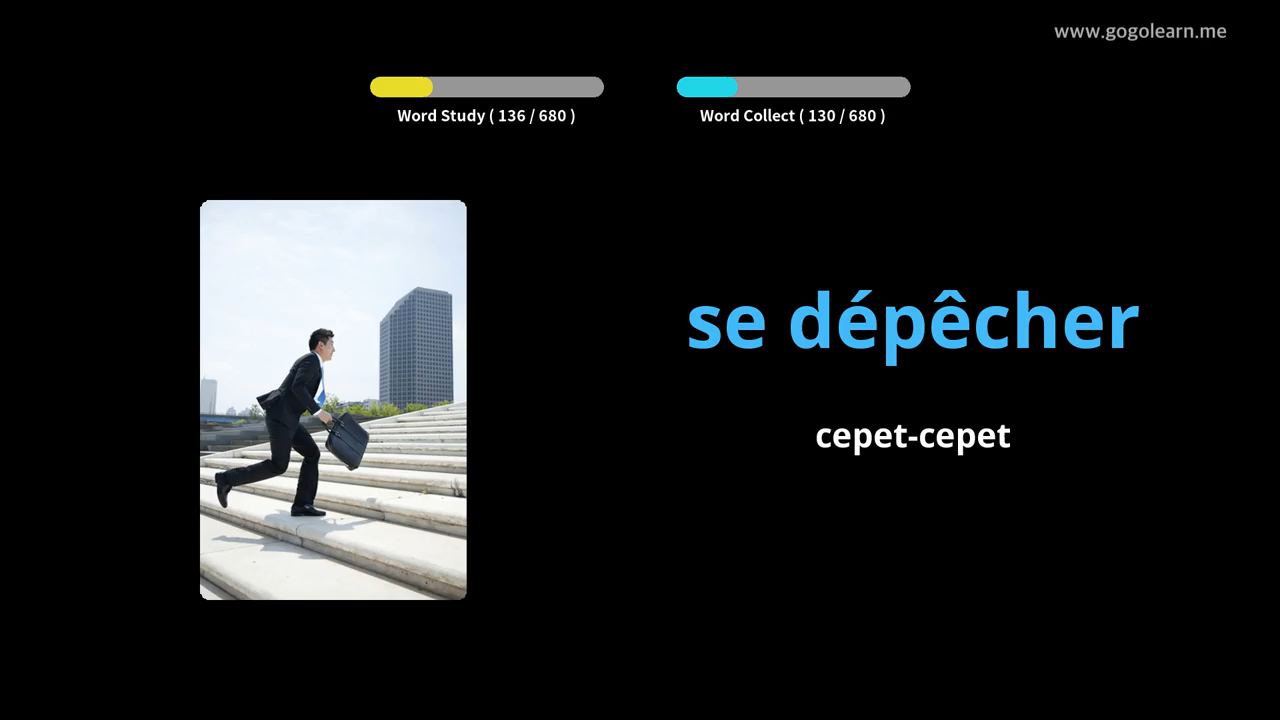 www.gogolearn.me
Word Study ( 136 / 680 )
Word Collect ( 130 / 680 )
se dépêcher
cepet-cepet